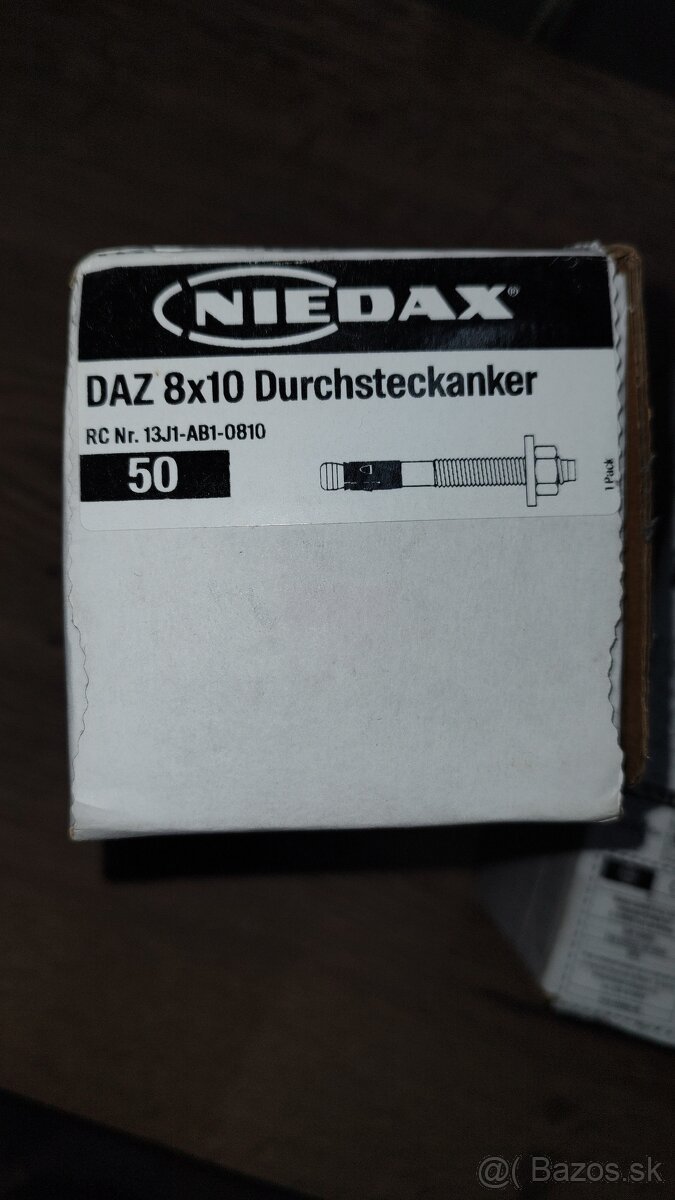 NIEDAX®
DAZ 8x10 Durchsteckanker
RC Nr. 13J1-AB1-0810
50
1 Pack
@( Bazos.sk